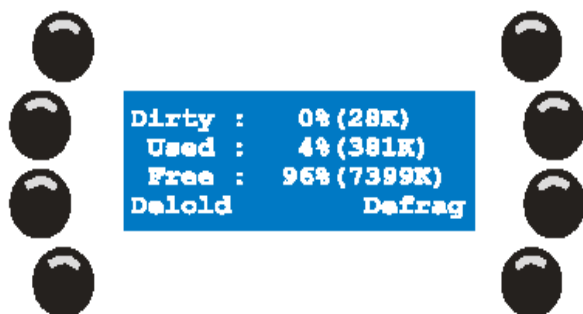 Dirty : 0%(28K)
Used : 4%(381K)
Free : 96%(7399K)
Delold Defrag